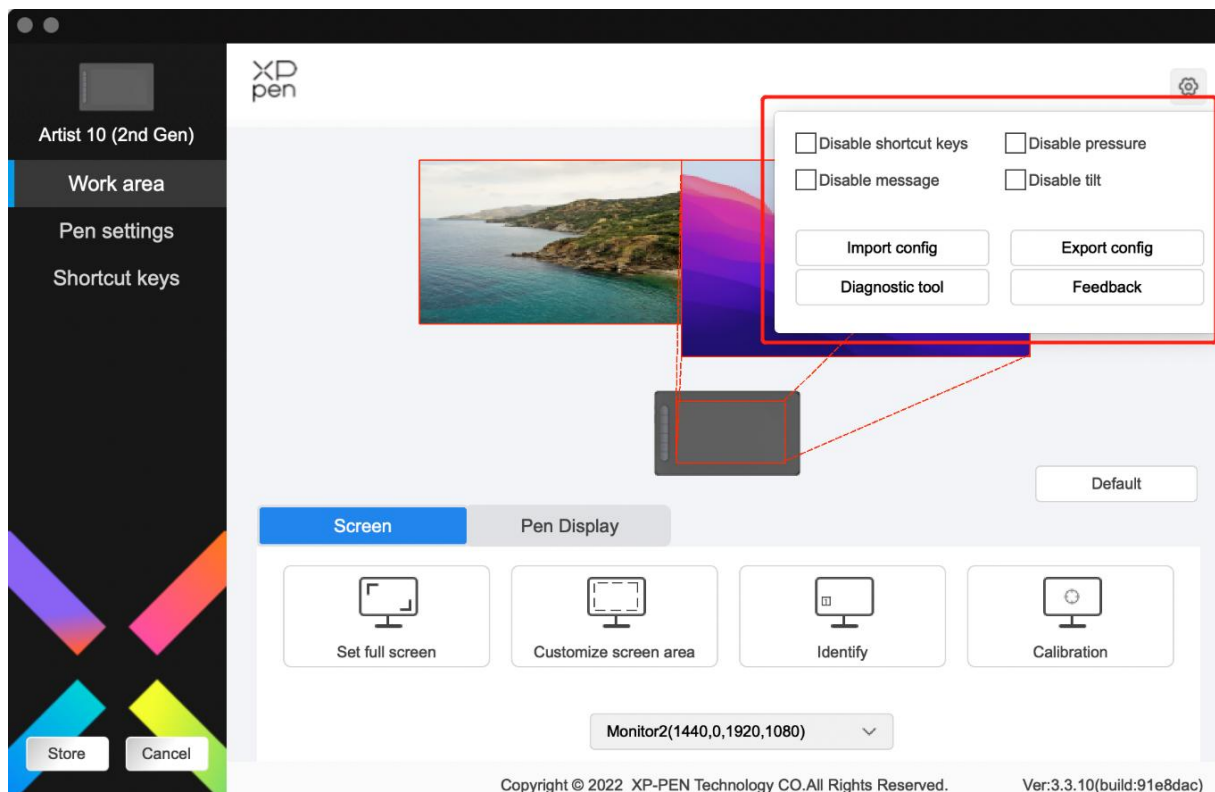 XP
pen
Artist 10 (2nd Gen)
Work area
Pen settings
Shortcut keys
Disable shortcut keys
Disable pressure
Disable message
Disable tilt
Import config
Export config
Diagnostic tool
Feedback
Default
Screen
Pen Display
Set full screen
Customize screen area
Identify
Calibration
Monitor2(1440,0,1920,1080)
Store
Cancel
Copyright © 2022 XP-PEN Technology CO.All Rights Reserved.
Ver:3.3.10(build:91e8dac)